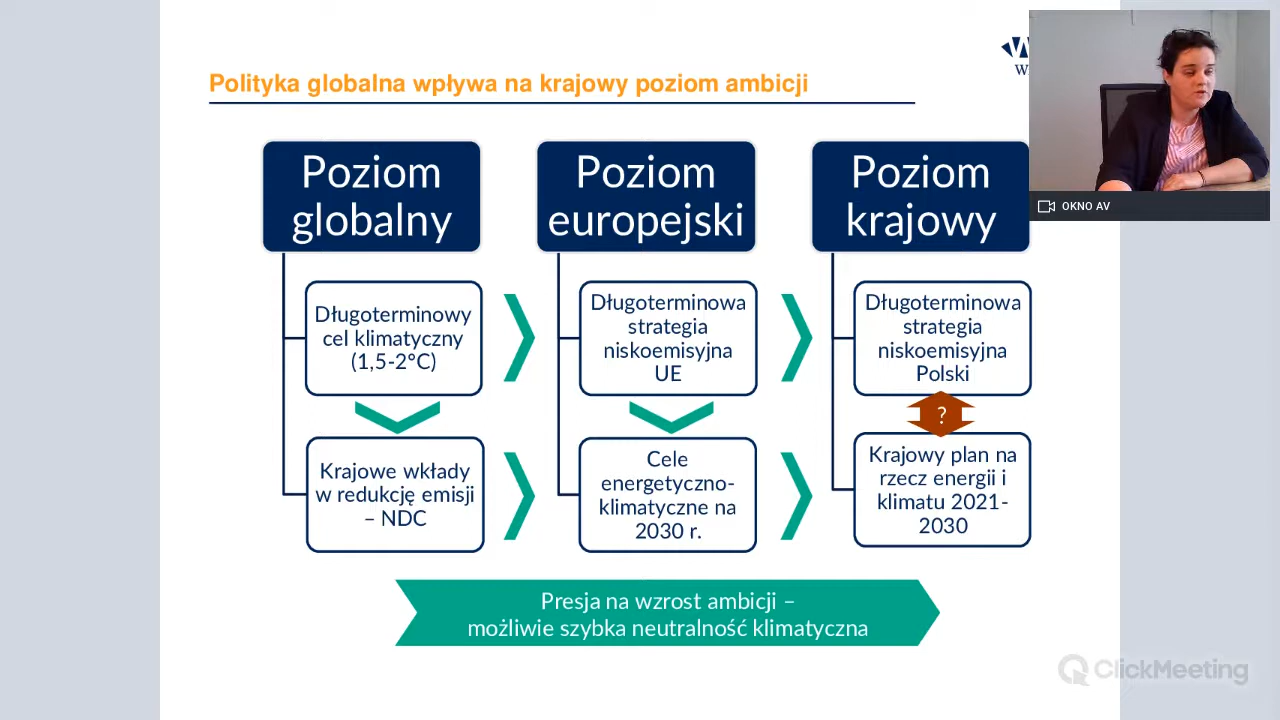 Polityka globalna wpływa na krajowy poziom ambicji
Poziom
globalny
Długoterminowy
cel klimatyczny
(1,5-2°C)
Krajowe wkłady
w redukcję emisji
– NDC
Poziom
europejski
Długoterminowa
strategia
niskoemisyjna
UE
Cele
energetyczno-
klimatyczne na
2030 r.
Poziom
krajowy
Długoterminowa
strategia
niskoemisyjna
Polski
?
Krajowy plan na
rzecz energii i
klimatu 2021-
2030
Presja na wzrost ambicji –
możliwie szybka neutralność klimatyczna
OKNO AV
ClickMeeting